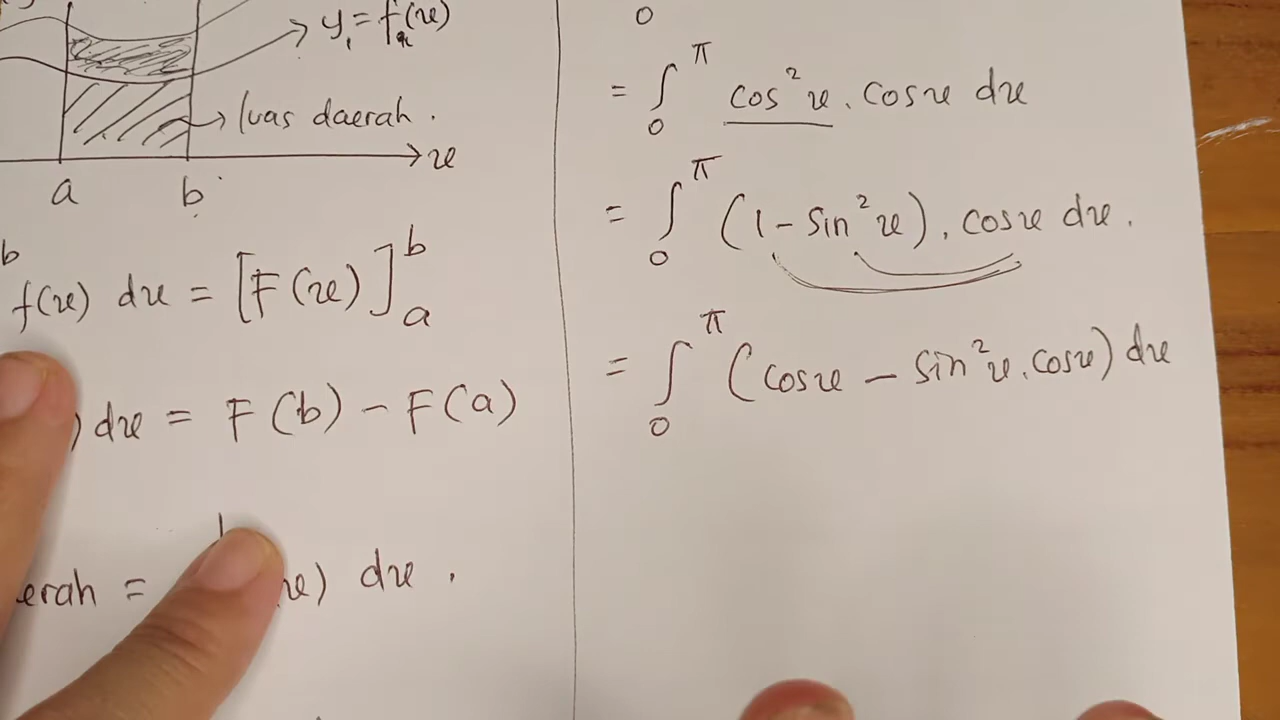 y₁ = f(x)
luas daerah.
x
a b
b
f(x) dx = [F(x)]
b
a
) dx = F(b) - F(a)
erah = x) dx.
0
= ∫₀^π cos²x . cosx dx
= ∫₀^π (1 - sin²x) . cosx dx.
= ∫₀^π (cosx - sin²x . cosx) dx